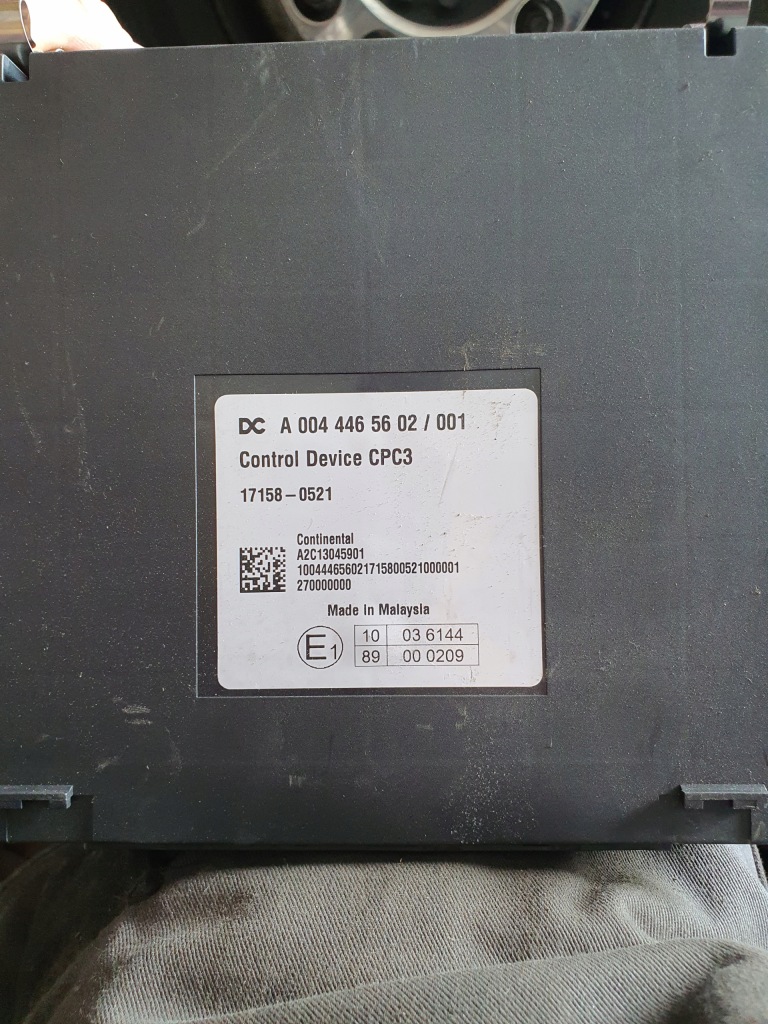 DC A 004 446 56 02 / 001
Control Device CPC3
17158 – 0521
Continental
A2C13045901
100444656021715800521000001
270000000
Made In Malaysia
E1 10 03 6144
89 00 0209